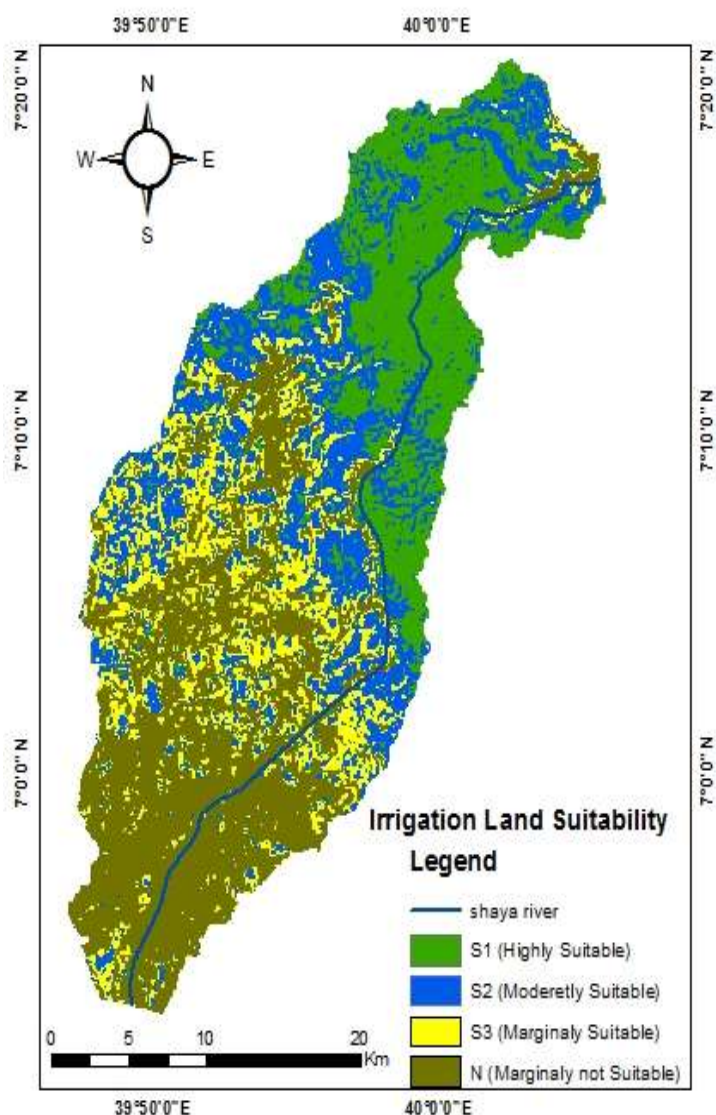 39°50'0"E 40°0'0"E
7°20'0"N 7°20'0"N
N
W E
S
7°10'0"N 7°10'0"N
7°0'0"N 7°0'0"N
Irrigation Land Suitability
Legend
shaya river
S1 (Highly Suitable)
S2 (Moderetly Suitable)
S3 (Marginaly Suitable)
N (Marginaly not Suitable)
0 5 10 20
Km
39°50'0"E 40°0'0"E